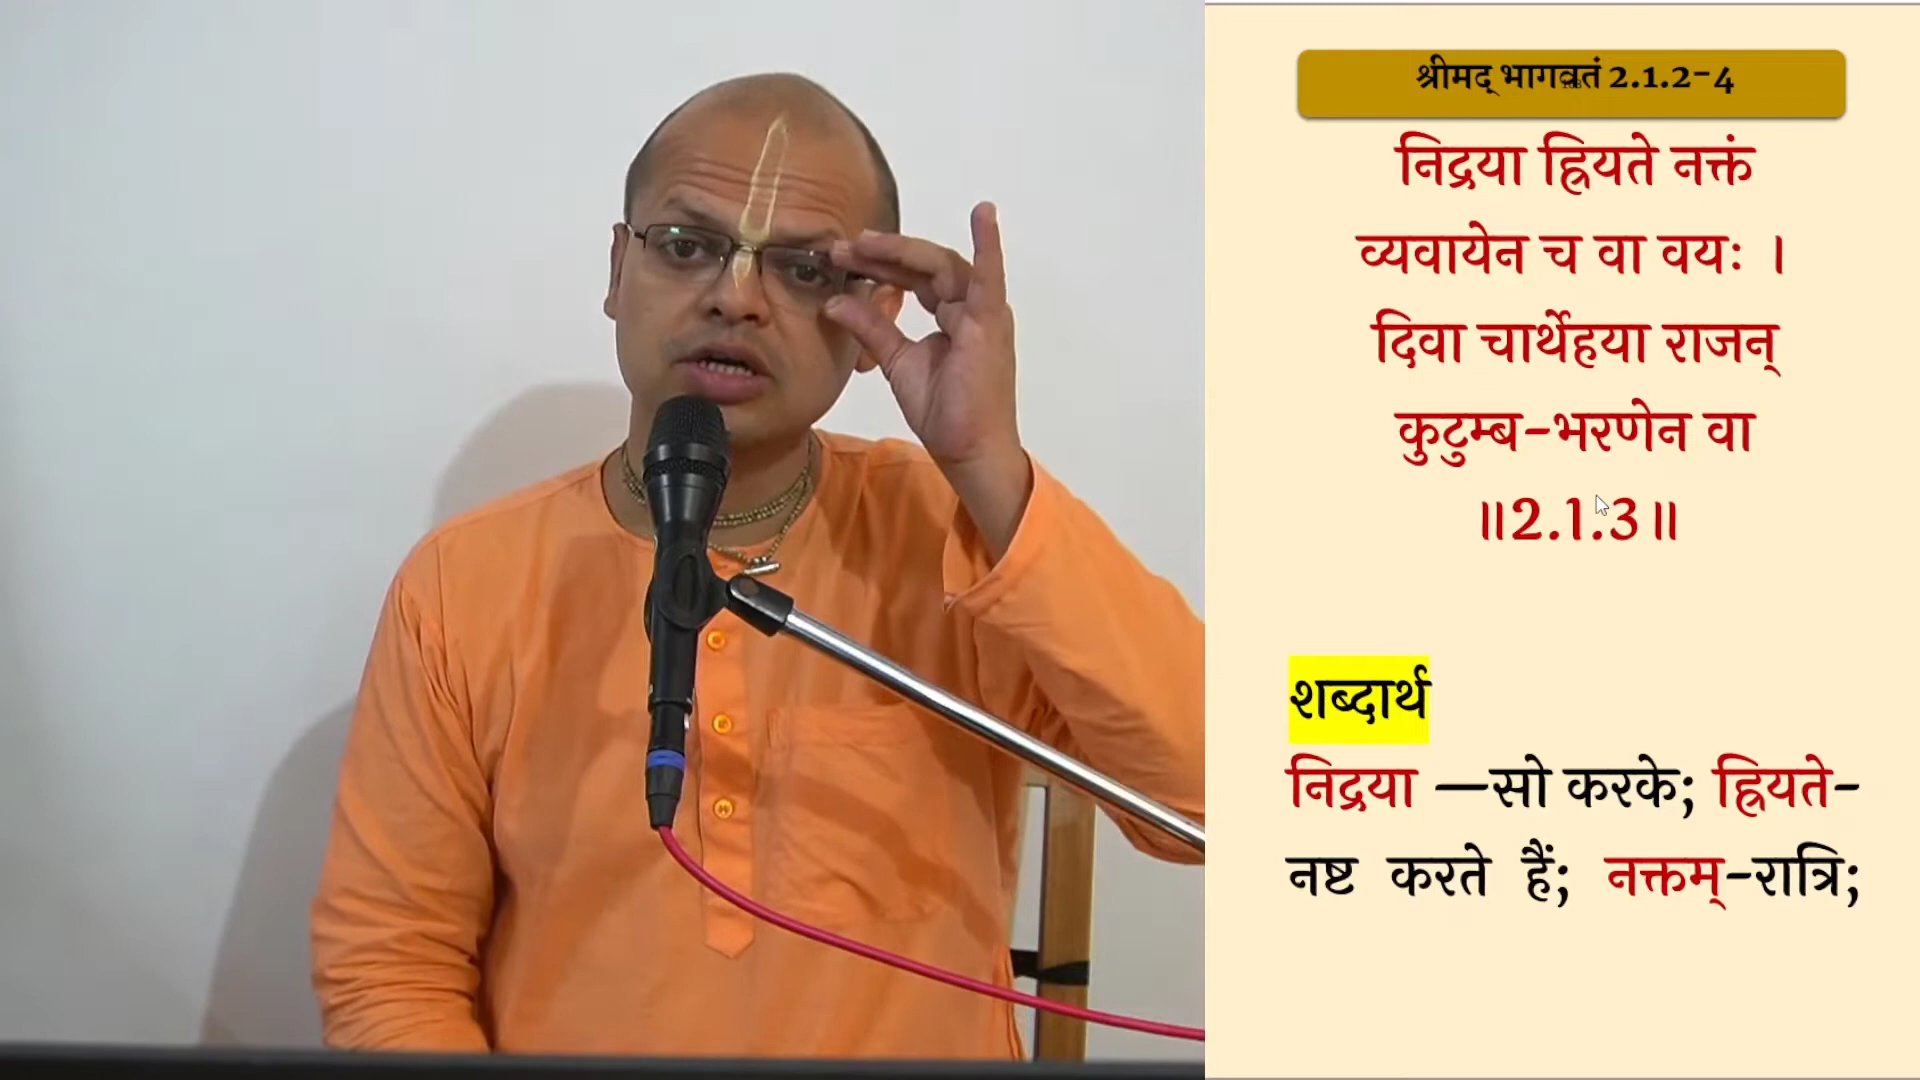 श्रीमद् भागवतं 2.1.2-4
निद्रया ह्रियते नक्तं
व्यवायेन च वा वयः ।
दिवा चार्थेहया राजन्
कुटुम्ब-भरणेन वा
॥2.1.3॥
शब्दार्थ
निद्रया —सो करके; ह्रियते-
नष्ट करते हैं; नक्तम्-रात्रि;